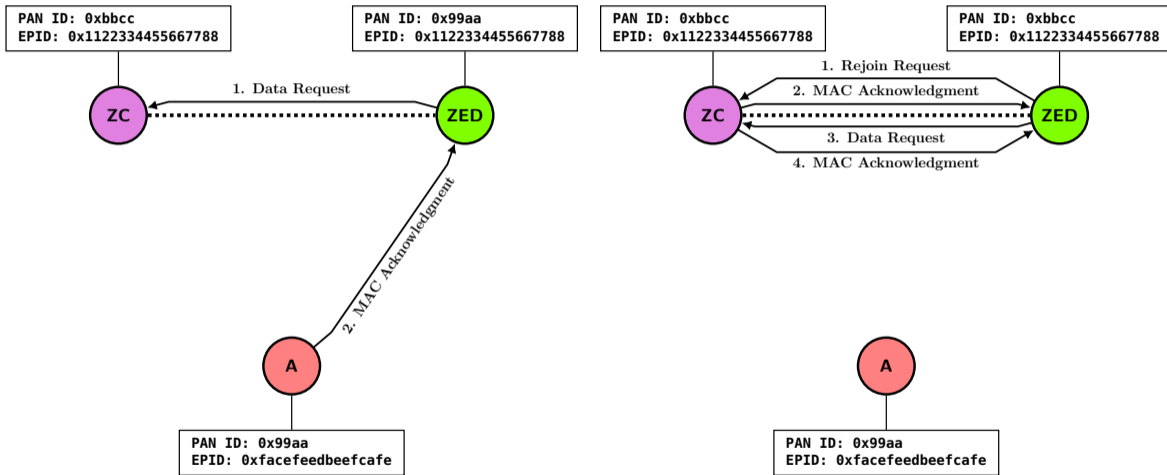 PAN ID: 0xbbcc
EPID: 0x1122334455667788
PAN ID: 0x99aa
EPID: 0x1122334455667788
1. Data Request
ZC
ZED
2. MAC Acknowledgment
A
PAN ID: 0x99aa
EPID: 0xfacefeedbeefcafe
PAN ID: 0xbbcc
EPID: 0x1122334455667788
PAN ID: 0xbbcc
EPID: 0x1122334455667788
1. Rejoin Request
2. MAC Acknowledgment
ZC
ZED
3. Data Request
4. MAC Acknowledgment
A
PAN ID: 0x99aa
EPID: 0xfacefeedbeefcafe